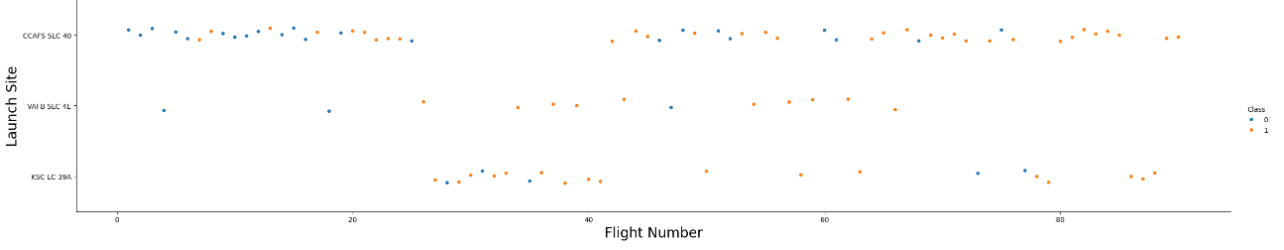 CCAFS SLC 40
VAFB SLC 4E
KSC LC 39A
Launch Site
0
20
40
60
80
Flight Number
Class
0
1